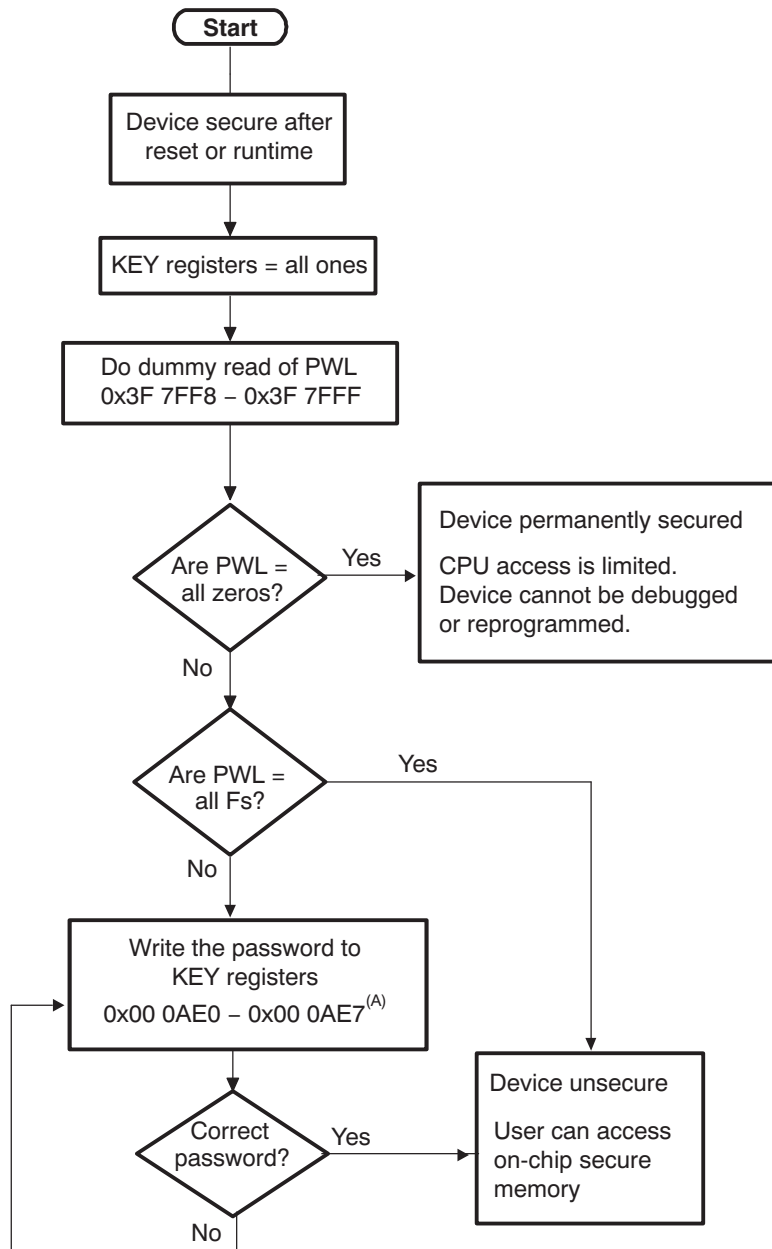 Start
Device secure after
reset or runtime
KEY registers = all ones
Do dummy read of PWL
0x3F 7FF8 − 0x3F 7FFF
Are PWL =
all zeros?
Yes
Device permanently secured
CPU access is limited.
Device cannot be debugged
or reprogrammed.
No
Are PWL =
all Fs?
Yes
No
Write the password to
KEY registers
0x00 0AE0 − 0x00 0AE7(A)
Correct
password?
Yes
Device unsecure
User can access
on-chip secure
memory
No